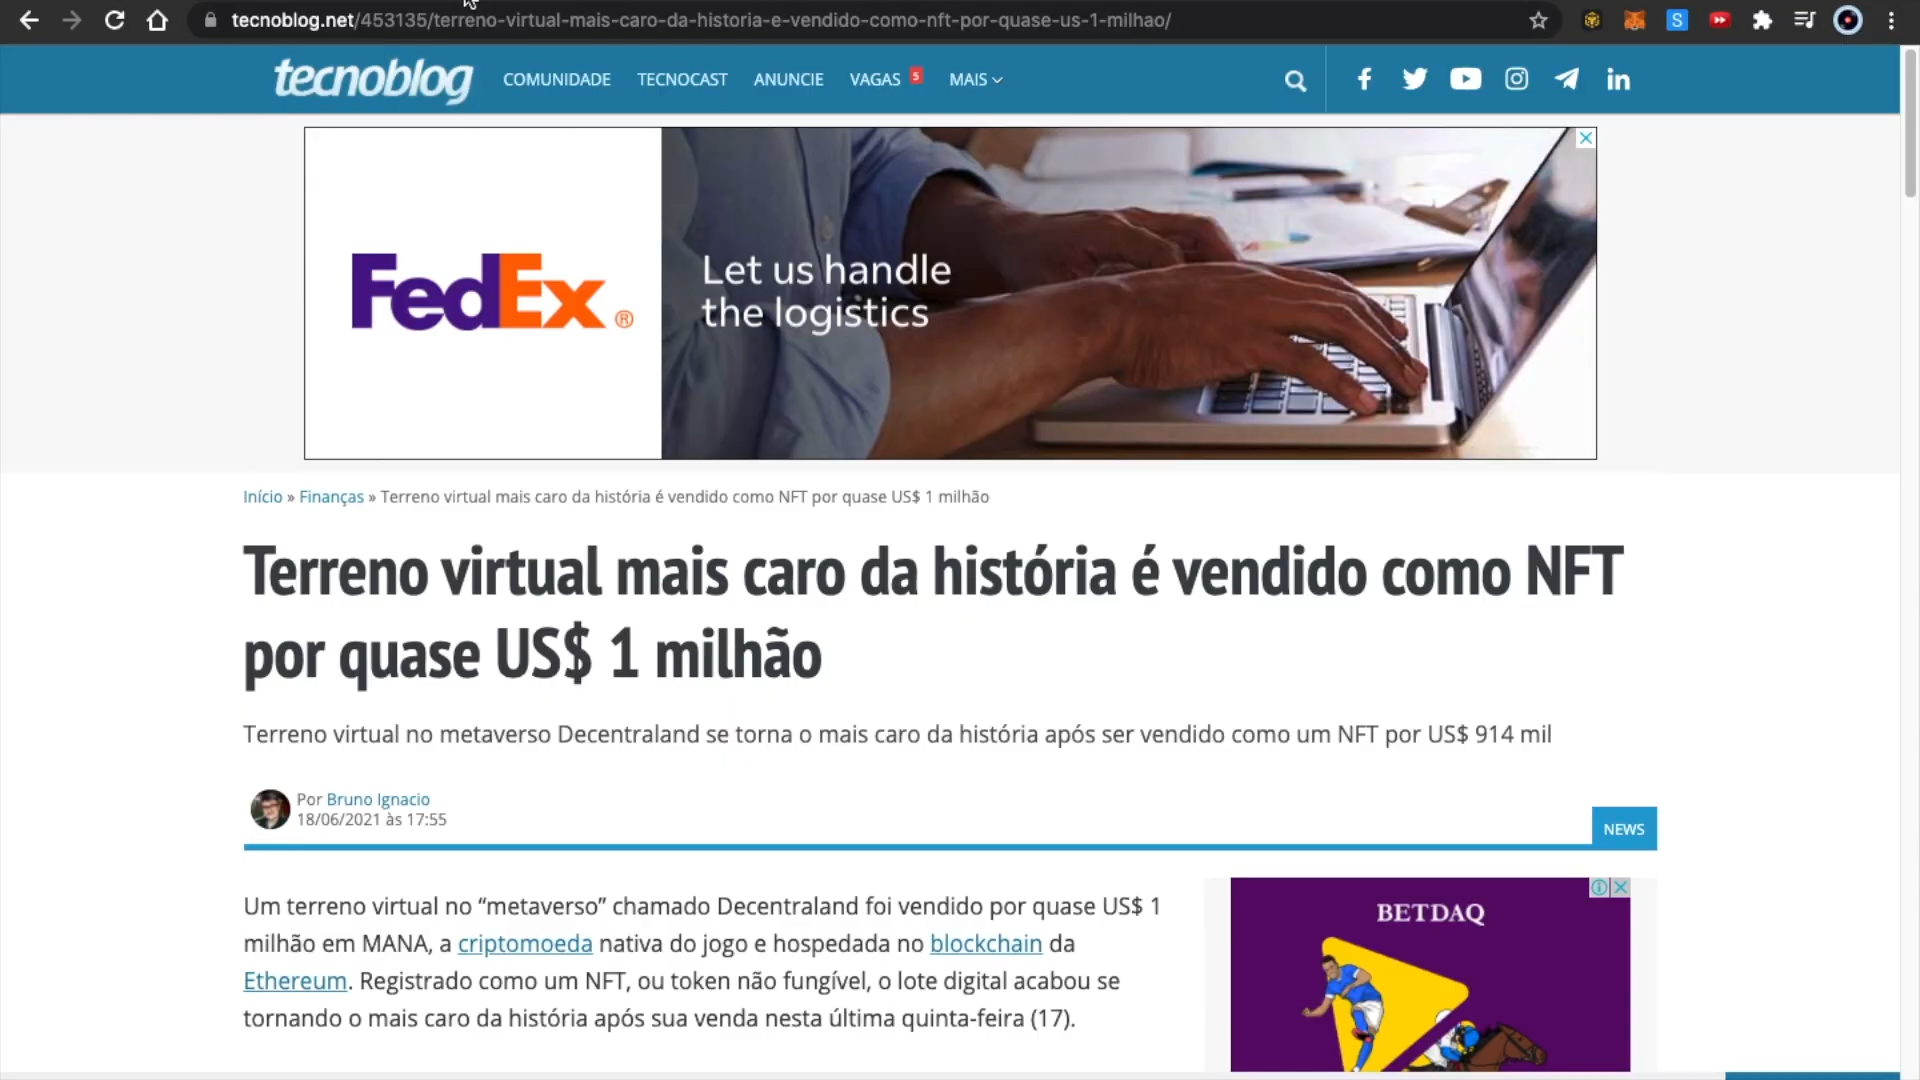 tecnoblog.net/453135/terreno-virtual-mais-caro-da-historia-e-vendido-como-nft-por-quase-us-1-milhao/
tecnoblog COMUNIDADE TECNOCAST ANUNCIE VAGAS 5 MAIS
FedEx®
Let us handle
the logistics
Início » Finanças » Terreno virtual mais caro da história é vendido como NFT por quase US$ 1 milhão
Terreno virtual mais caro da história é vendido como NFT
por quase US$ 1 milhão
Terreno virtual no metaverso Decentraland se torna o mais caro da história após ser vendido como um NFT por US$ 914 mil
Por Bruno Ignacio
18/06/2021 às 17:55
NEWS
Um terreno virtual no “metaverso” chamado Decentraland foi vendido por quase US$ 1
milhão em MANA, a criptomoeda nativa do jogo e hospedada no blockchain da
Ethereum. Registrado como um NFT, ou token não fungível, o lote digital acabou se
tornando o mais caro da história após sua venda nesta última quinta-feira (17).
BETDAQ